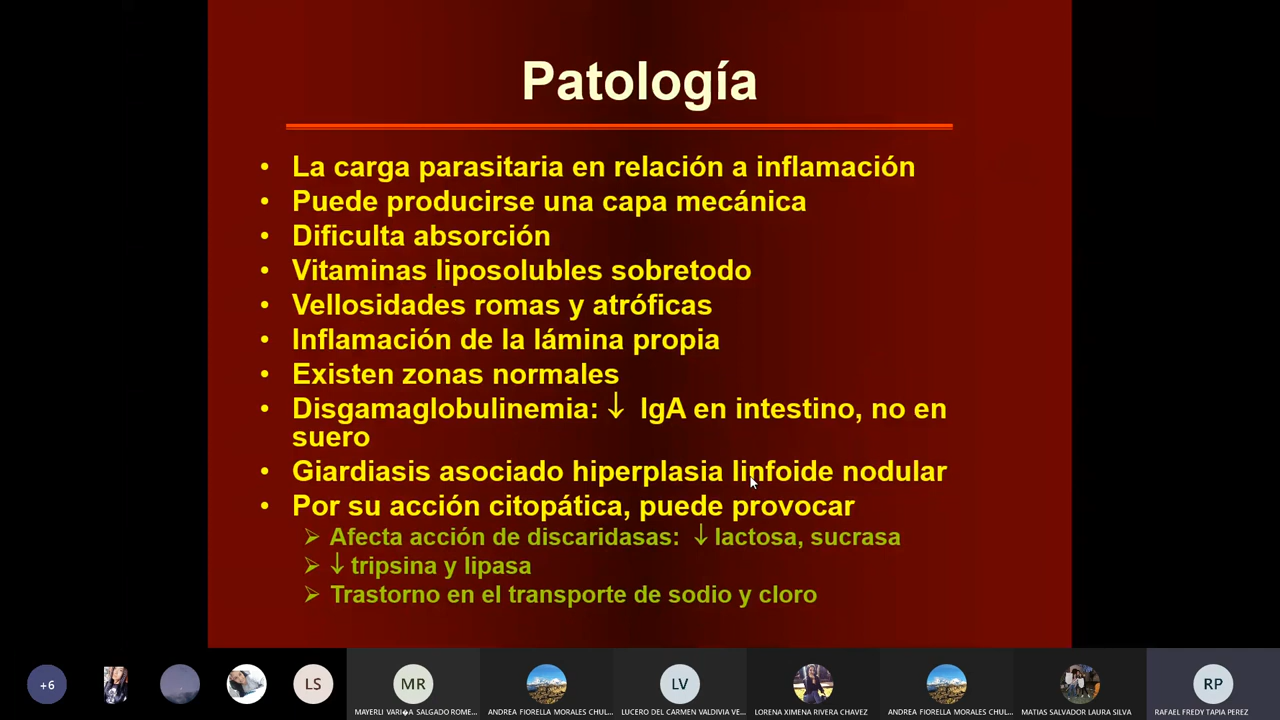 Patología
• La carga parasitaria en relación a inflamación
• Puede producirse una capa mecánica
• Dificulta absorción
• Vitaminas liposolubles sobretodo
• Vellosidades romas y atróficas
• Inflamación de la lámina propia
• Existen zonas normales
• Disgamaglobulinemia: ↓ IgA en intestino, no en
suero
• Giardiasis asociado hiperplasia linfoide nodular
• Por su acción citopática, puede provocar
➢ Afecta acción de discaridasas: ↓ lactosa, sucrasa
➢ ↓ tripsina y lipasa
➢ Trastorno en el transporte de sodio y cloro
+6
LS
MR
LV
RP
MAYERLI VARI�A SALGADO ROME...
ANDREA FIORELLA MORALES CHUL...
LUCERO DEL CARMEN VALDIVIA VE...
LORENA XIMENA RIVERA CHAVEZ
ANDREA FIORELLA MORALES CHUL...
MATIAS SALVADOR LAURA SILVA
RAFAEL FREDY TAPIA PEREZ